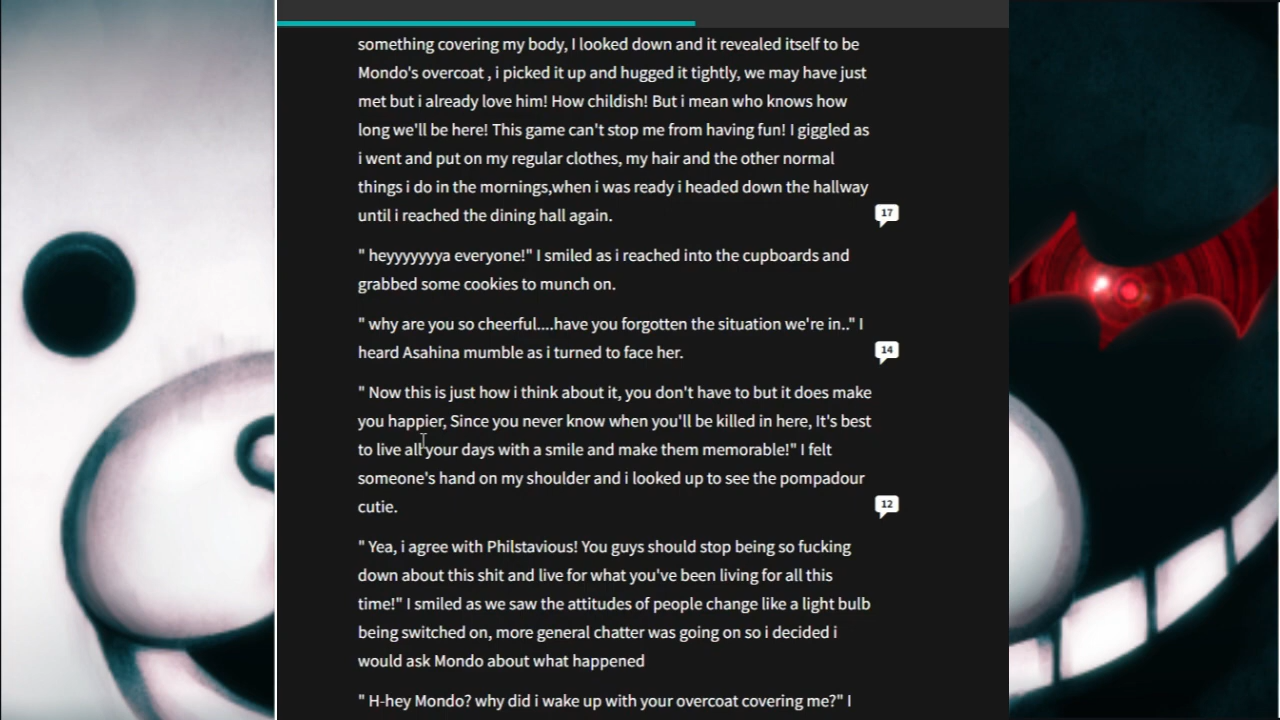 something covering my body, I looked down and it revealed itself to be
Mondo's overcoat , i picked it up and hugged it tightly, we may have just
met but i already love him! How childish! But i mean who knows how
long we'll be here! This game can't stop me from having fun! I giggled as
i went and put on my regular clothes, my hair and the other normal
things i do in the mornings,when i was ready i headed down the hallway
until i reached the dining hall again.
17
" heyyyyyyya everyone!" I smiled as i reached into the cupboards and
grabbed some cookies to munch on.
" why are you so cheerful....have you forgotten the situation we're in.." I
heard Asahina mumble as i turned to face her.
14
" Now this is just how i think about it, you don't have to but it does make
you happier, Since you never know when you'll be killed in here, It's best
to live all your days with a smile and make them memorable!" I felt
someone's hand on my shoulder and i looked up to see the pompadour
cutie.
12
" Yea, i agree with Philstavious! You guys should stop being so fucking
down about this shit and live for what you've been living for all this
time!" I smiled as we saw the attitudes of people change like a light bulb
being switched on, more general chatter was going on so i decided i
would ask Mondo about what happened
" H-hey Mondo? why did i wake up with your overcoat covering me?" I